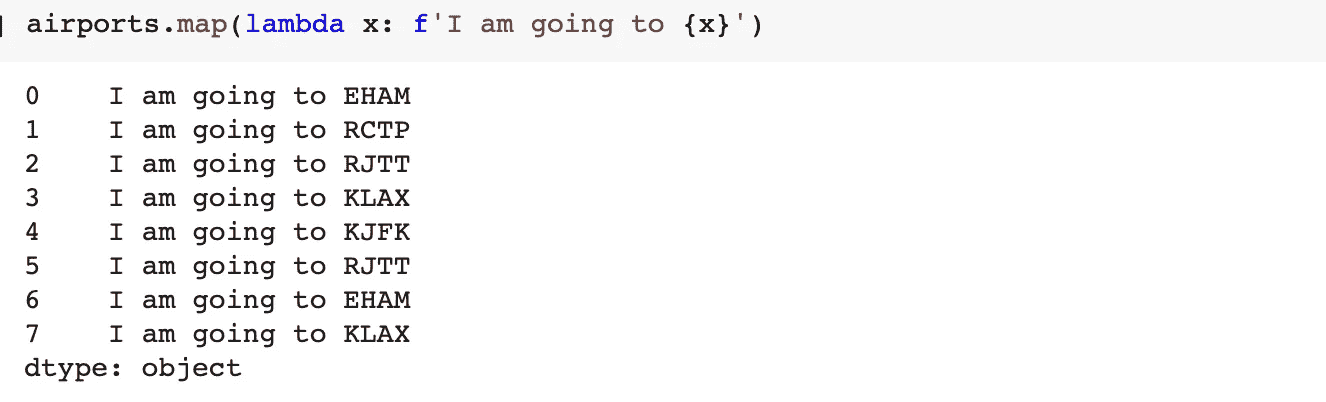 airports.map(lambda x: f'I am going to {x}')
0 I am going to EHAM
1 I am going to RCTP
2 I am going to RJTT
3 I am going to KLAX
4 I am going to KJFK
5 I am going to RJTT
6 I am going to EHAM
7 I am going to KLAX
dtype: object